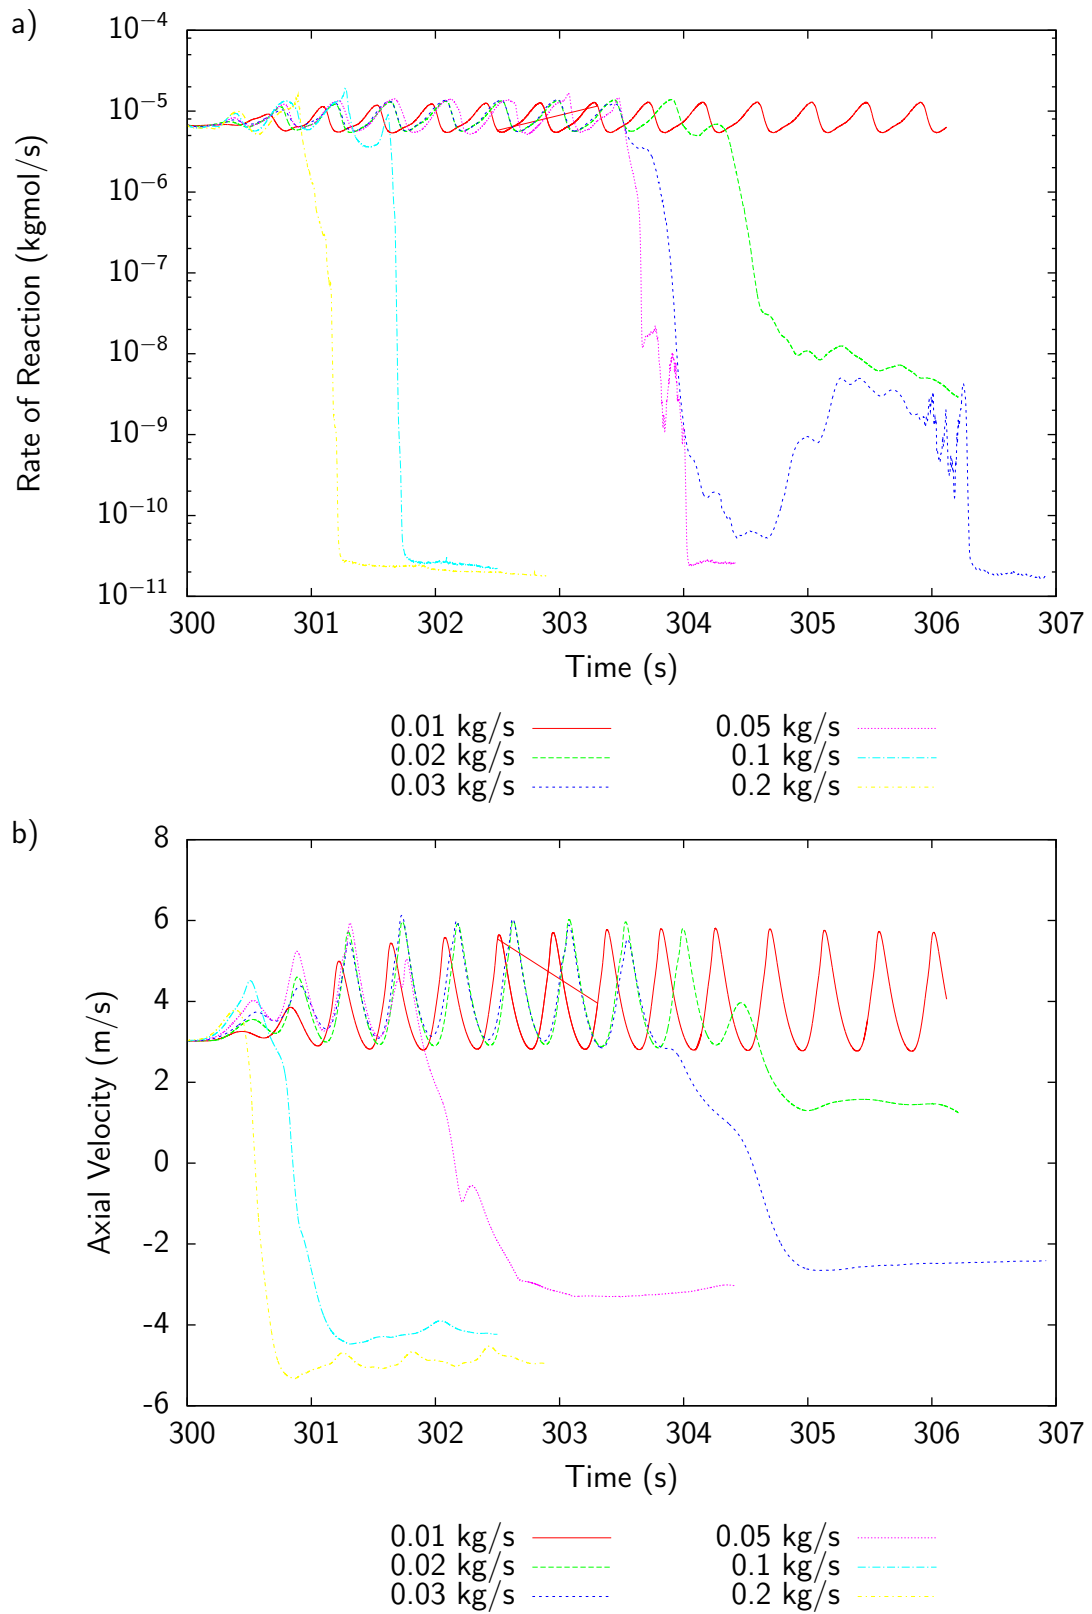 a)
Rate of Reaction (kgmol/s)
10⁻⁴
10⁻⁵
10⁻⁶
10⁻⁷
10⁻⁸
10⁻⁹
10⁻¹⁰
10⁻¹¹
300 301 302 303 304 305 306 307
Time (s)
0.01 kg/s 0.05 kg/s
0.02 kg/s 0.1 kg/s
0.03 kg/s 0.2 kg/s
b)
Axial Velocity (m/s)
8
6
4
2
0
-2
-4
-6
300 301 302 303 304 305 306 307
Time (s)
0.01 kg/s 0.05 kg/s
0.02 kg/s 0.1 kg/s
0.03 kg/s 0.2 kg/s